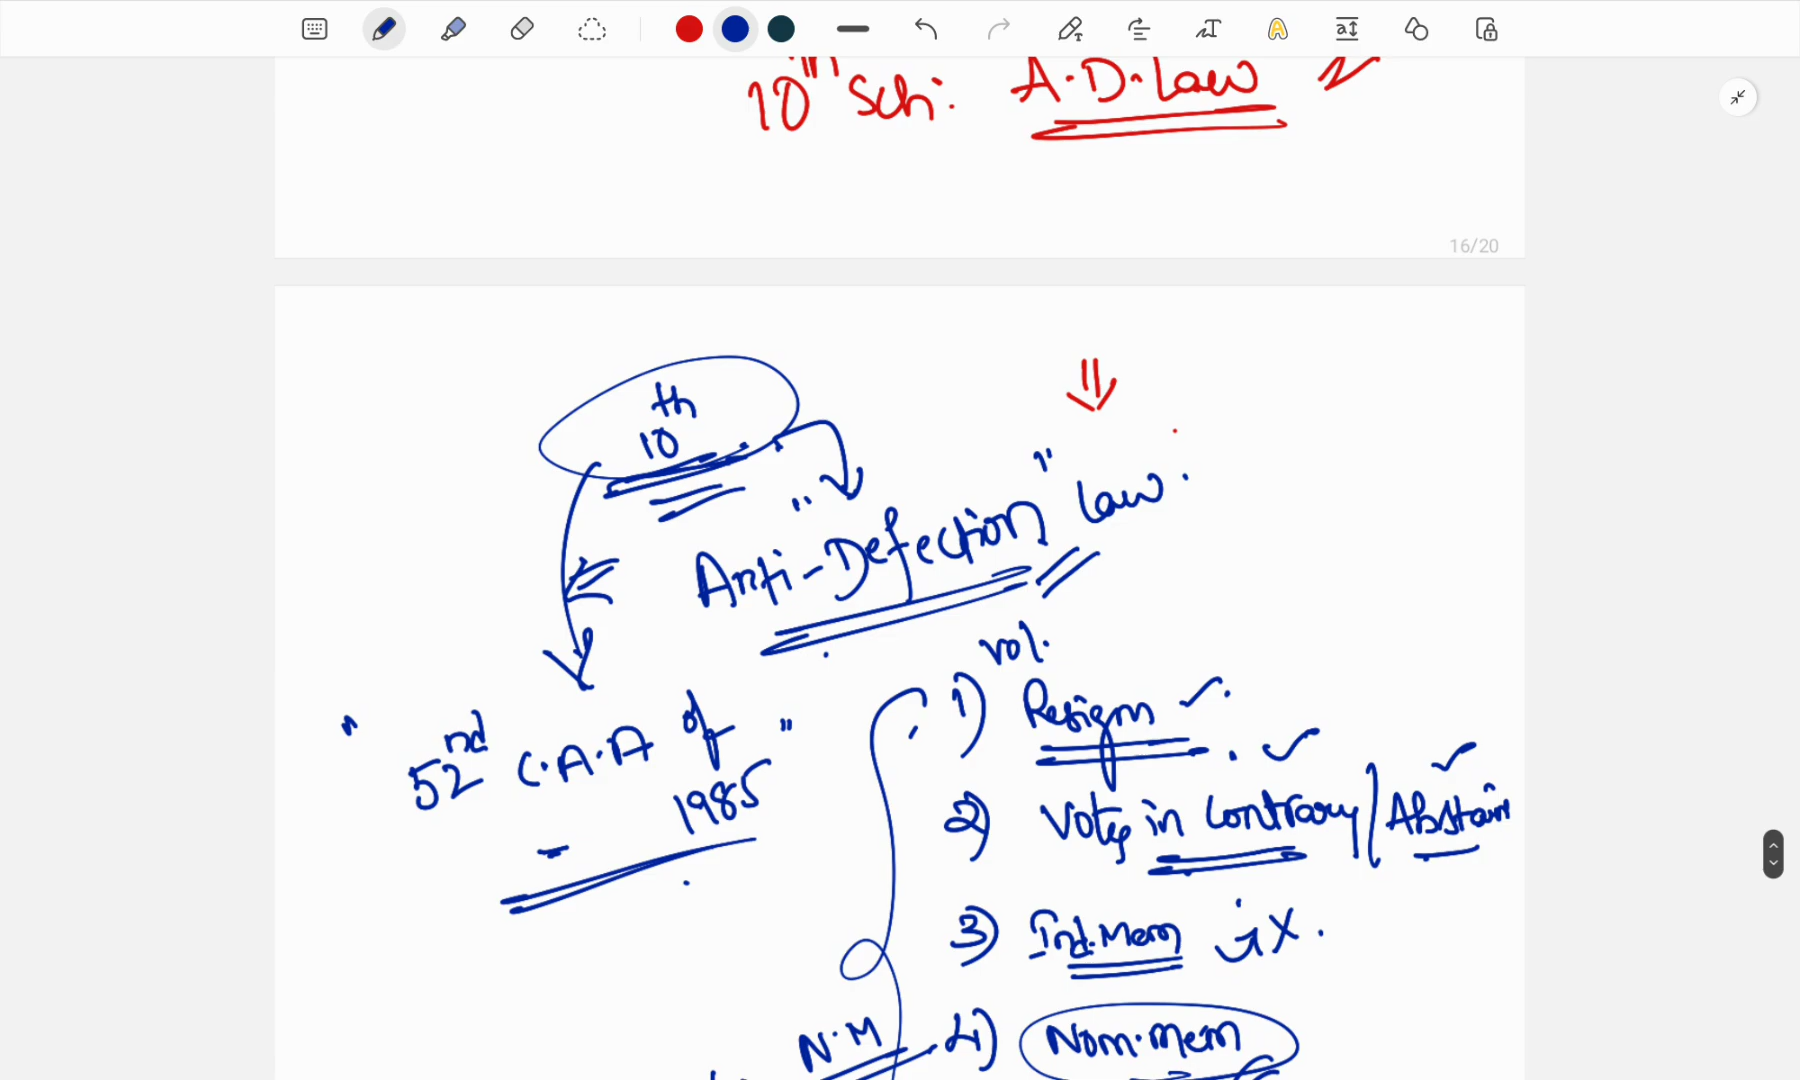 10th Sch: A.D. Law
16/20
10th
"Anti-Defection" Law.
"52nd C.A.A of 1985"
vol.
1) Resign
2) Vote in Contrary / Abstain
3) Ind. Mem
N.M 4) Nom. Mem